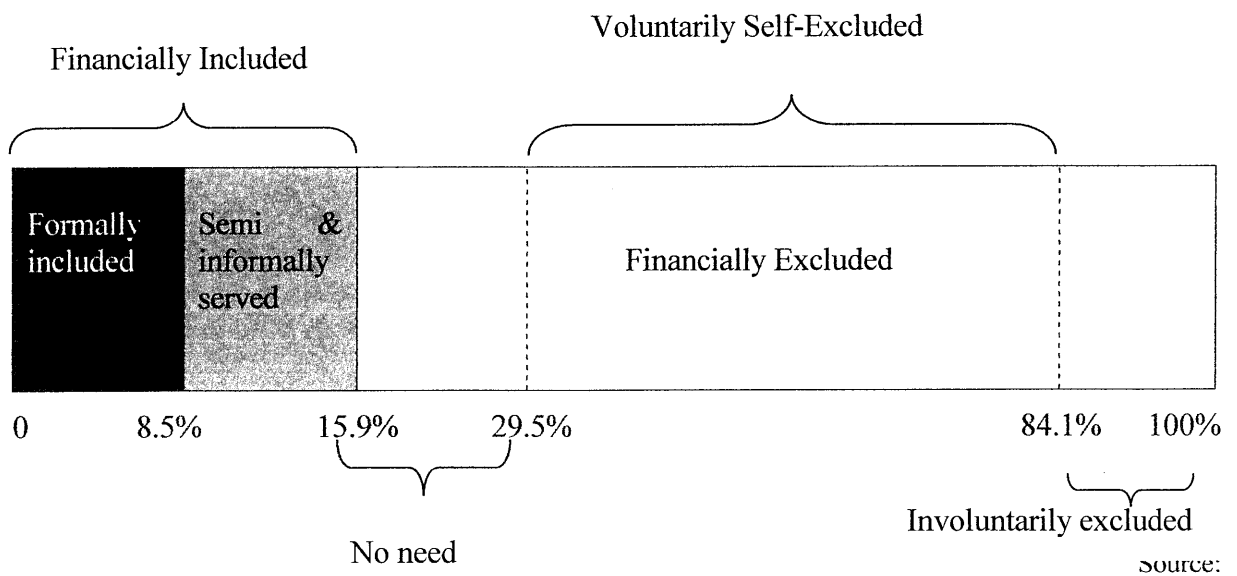 Voluntarily Self-Excluded
Financially Included
Formally
included
Semi &
informally
served
Financially Excluded
0 8.5% 15.9% 29.5% 84.1% 100%
Involuntarily excluded
No need
Source: